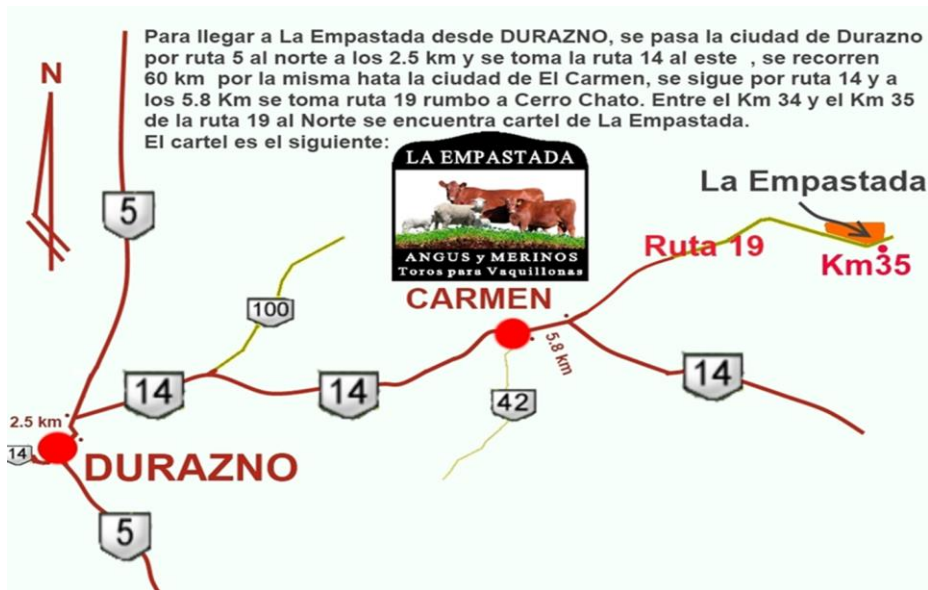 Para llegar a La Empastada desde DURAZNO, se pasa la ciudad de Durazno
por ruta 5 al norte a los 2.5 km y se toma la ruta 14 al este , se recorren
60 km por la misma hata la ciudad de El Carmen, se sigue por ruta 14 y a
los 5.8 Km se toma ruta 19 rumbo a Cerro Chato. Entre el Km 34 y el Km 35
de la ruta 19 al Norte se encuentra cartel de La Empastada.
El cartel es el siguiente:
N
LA EMPASTADA
ANGUS y MERINOS
Toros para Vaquillonas
La Empastada
5
Ruta 19
Km35
CARMEN
100
5.8 km
14
14
14
42
2.5 km
14
DURAZNO
5